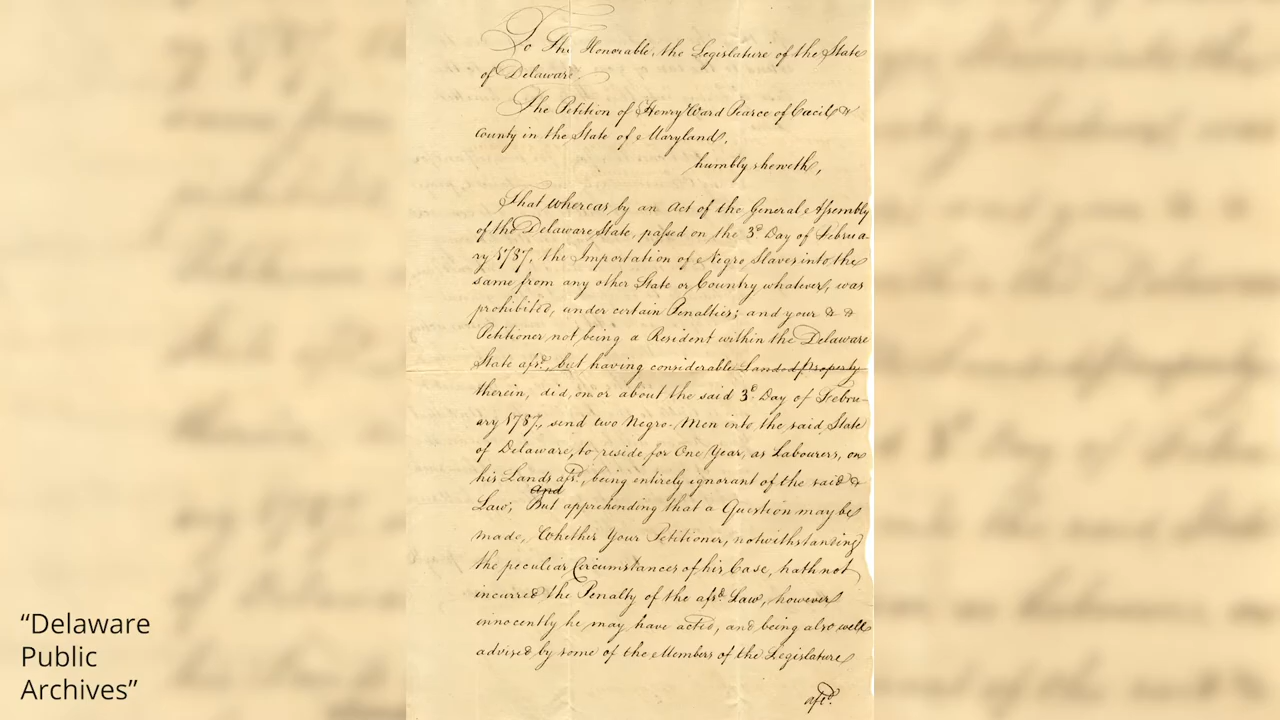 To The Honorable, the Legislature of the State
of Delaware.
The Petition of Henry Ward Pearce of Cecil &
County in the State of Maryland,
humbly sheweth,
That whereas by an Act of the General Assembly
of the Delaware State, passed on the 3d. Day of Februa-
ry 1787, the Importation of Negro Slaves into the
same from any other State or Country whatever, was
prohibited, under certain Penalties; and your & &
Petitioner not being a Resident within the Delaware
State afsd., but having considerable Landed Property
therein, did, on or about the said 3d. Day of Febru-
ary 1787, send two Negro-Men into the said State
of Delaware, to reside for One Year, as Labourers, on
his Lands afsd., being entirely ignorant of the said &
and
Law; But apprehending that a Question may be
made, Whether Your Petitioner, notwithstanding
the peculiar Circumstances of his Case, hath not
incurred the Penalty of the afsd. Law, however
innocently he may have acted, and being also well
advised by some of the Members of the Legislature
afsd.
“Delaware
Public
Archives”